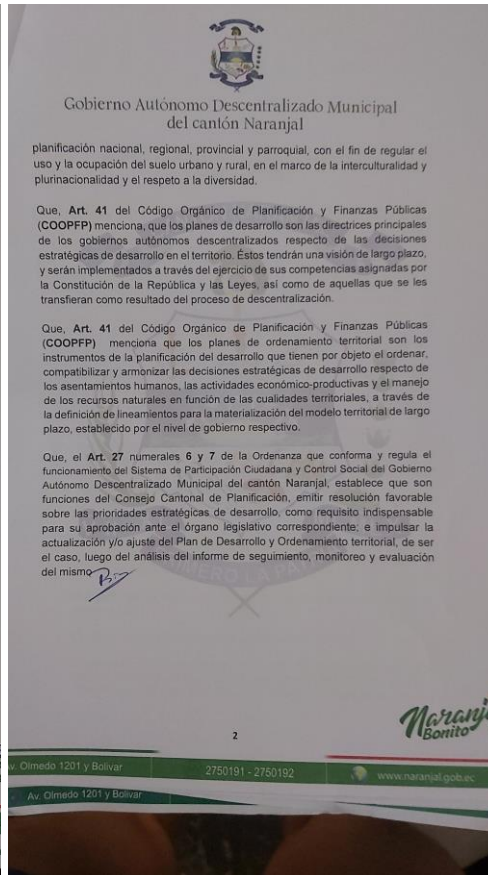 Gobierno Autónomo Descentralizado Municipal
del cantón Naranjal
planificación nacional, regional, provincial y parroquial, con el fin de regular el
uso y la ocupación del suelo urbano y rural, en el marco de la interculturalidad y
plurinacionalidad y el respeto a la diversidad.
Que, Art. 41 del Código Orgánico de Planificación y Finanzas Públicas
(COOPFP) menciona, que los planes de desarrollo son las directrices principales
de los gobiernos autónomos descentralizados respecto de las decisiones
estratégicas de desarrollo en el territorio. Éstos tendrán una visión de largo plazo,
y serán implementados a través del ejercicio de sus competencias asignadas por
la Constitución de la República y las Leyes, así como de aquellas que se les
transfieran como resultado del proceso de descentralización.
Que, Art. 41 del Código Orgánico de Planificación y Finanzas Públicas
(COOPFP) menciona que los planes de ordenamiento territorial son los
instrumentos de la planificación del desarrollo que tienen por objeto el ordenar,
compatibilizar y armonizar las decisiones estratégicas de desarrollo respecto de
los asentamientos humanos, las actividades económico-productivas y el manejo
de los recursos naturales en función de las cualidades territoriales, a través de
la definición de lineamientos para la materialización del modelo territorial de largo
plazo, establecido por el nivel de gobierno respectivo.
Que, el Art. 27 numerales 6 y 7 de la Ordenanza que conforma y regula el
funcionamiento del Sistema de Participación Ciudadana y Control Social del Gobierno
Autónomo Descentralizado Municipal del cantón Naranjal, establece que son
funciones del Consejo Cantonal de Planificación, emitir resolución favorable
sobre las prioridades estratégicas de desarrollo, como requisito indispensable
para su aprobación ante el órgano legislativo correspondiente; e impulsar la
actualización y/o ajuste del Plan de Desarrollo y Ordenamiento territorial, de ser
el caso, luego del análisis del informe de seguimiento, monitoreo y evaluación
del mismo
2
Naranj
Bonito
v. Olmedo 1201 y Bolivar
2750191 - 2750192
www.naranjal.gob.ec
Av. Olmedo 1201 y Bolivar